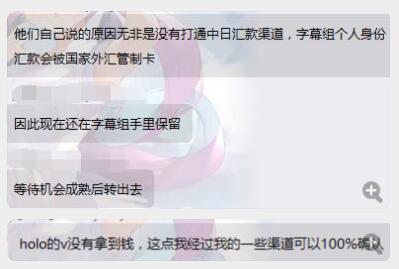 他们自己说的原因无非是没有打通中日汇款渠道，字幕组个人身份
汇款会被国家外汇管制卡
因此现在还在字幕组手里保留
等待机会成熟后转出去
holo的v没有拿到钱，这点我经过我的一些渠道可以100%确认